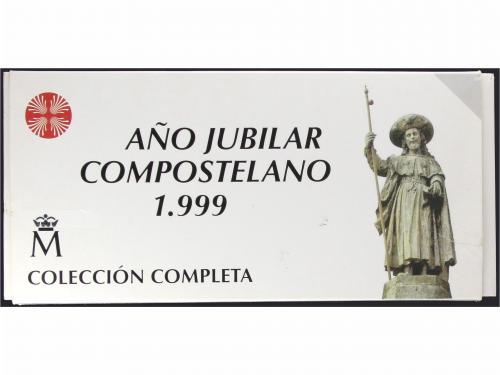 AÑO JUBILAR
COMPOSTELANO
1.999
M
COLECCIÓN COMPLETA